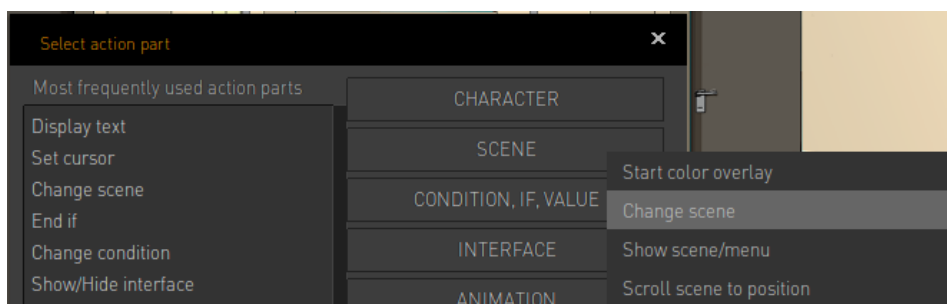 Select action part
Most frequently used action parts
Display text
Set cursor
Change scene
End if
Change condition
Show/Hide interface
CHARACTER
SCENE
CONDITION, IF, VALUE
INTERFACE
ANIMATION
Start color overlay
Change scene
Show scene/menu
Scroll scene to position